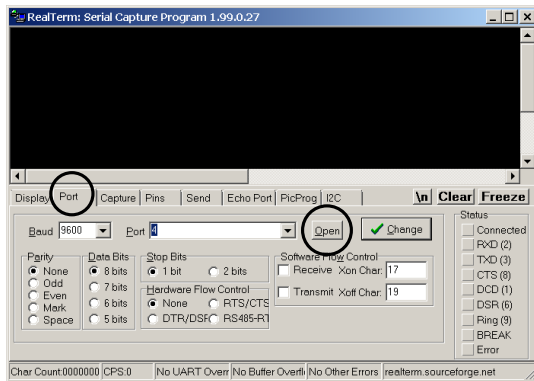 RealTerm: Serial Capture Program 1.99.0.27
Display Port Capture Pins Send Echo Port PicProg I2C \n Clear Freeze
Baud 9600 Port 4 Open Change
Status
Connected
RXD (2)
TXD (3)
CTS (8)
DCD (1)
DSR (6)
Ring (9)
BREAK
Error
Parity
None
Odd
Even
Mark
Space
Data Bits
8 bits
7 bits
6 bits
5 bits
Stop Bits
1 bit 2 bits
Hardware Flow Control
None RTS/CTS
DTR/DSR RS485-RT
Software Flow Control
Receive Xon Char: 17
Transmit Xoff Char: 19
Char Count:0000000 CPS:0 No UART Overr No Buffer Overfl No Other Errors realterm.sourceforge.net